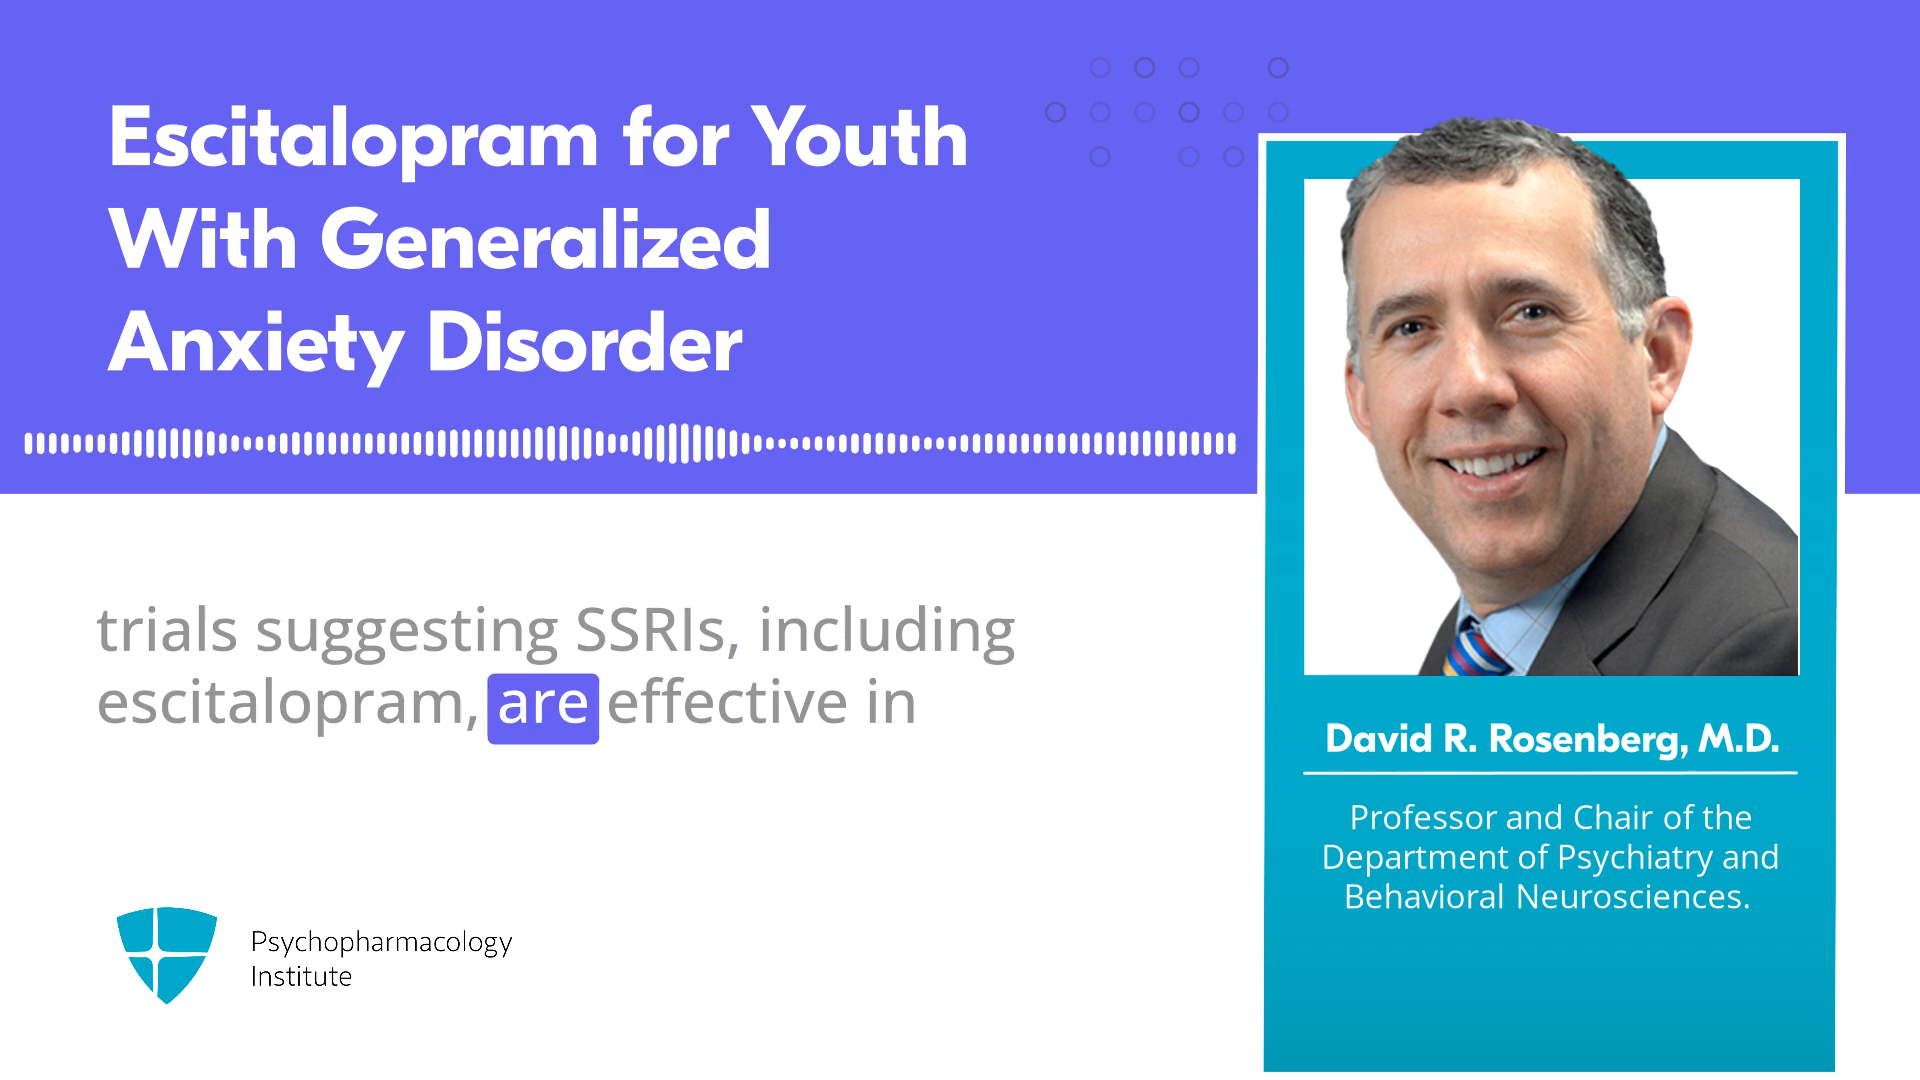 Escitalopram for Youth
With Generalized
Anxiety Disorder
trials suggesting SSRIs, including
escitalopram, are effective in
Psychopharmacology
Institute
David R. Rosenberg, M.D.
Professor and Chair of the
Department of Psychiatry and
Behavioral Neurosciences.